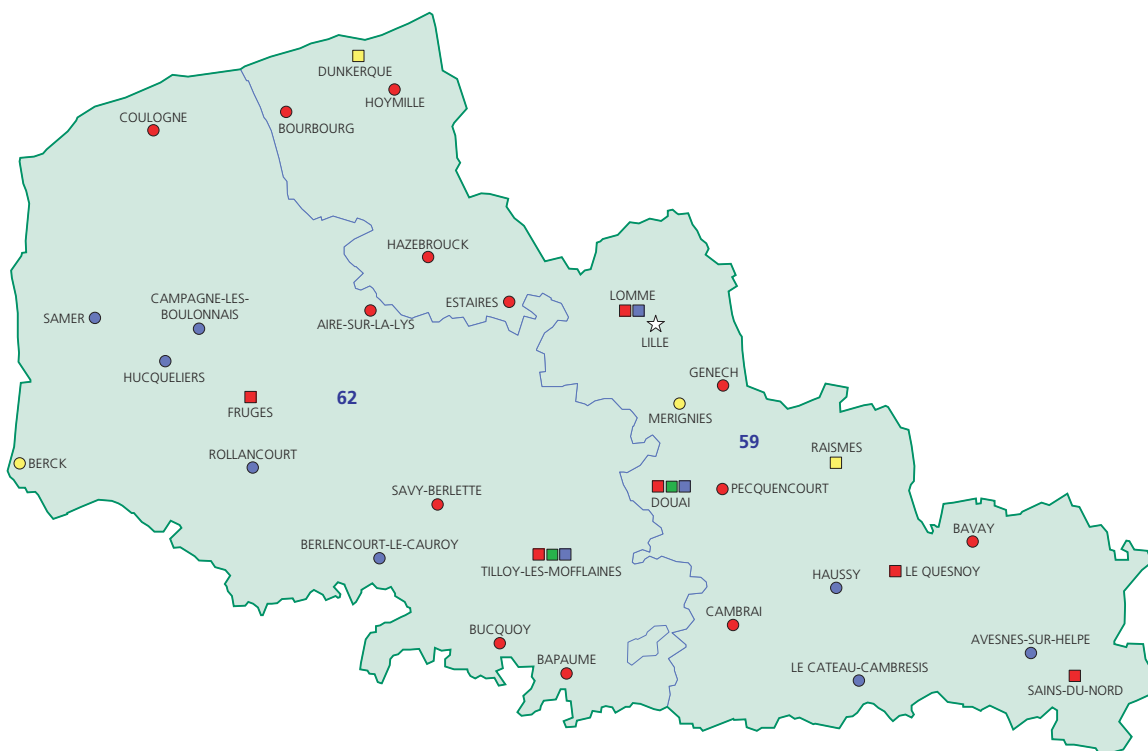 DUNKERQUE
HOYMILLE
COULOGNE
BOURBOURG
HAZEBROUCK
CAMPAGNE-LES-
BOULONNAIS
SAMER
ESTAIRES
LOMME
AIRE-SUR-LA-LYS
LILLE
HUCQUELIERS
GENECH
62
FRUGES
MERIGNIES
59
RAISMES
ROLLANCOURT
BERCK
SAVY-BERLETTE
DOUAI
PECQUENCOURT
BERLENCOURT-LE-CAUROY
BAVAY
TILLOY-LES-MOFFLAINES
HAUSSY
LE QUESNOY
CAMBRAI
BUCQUOY
AVESNES-SUR-HELPE
BAPAUME
LE CATEAU-CAMBRESIS
SAINS-DU-NORD